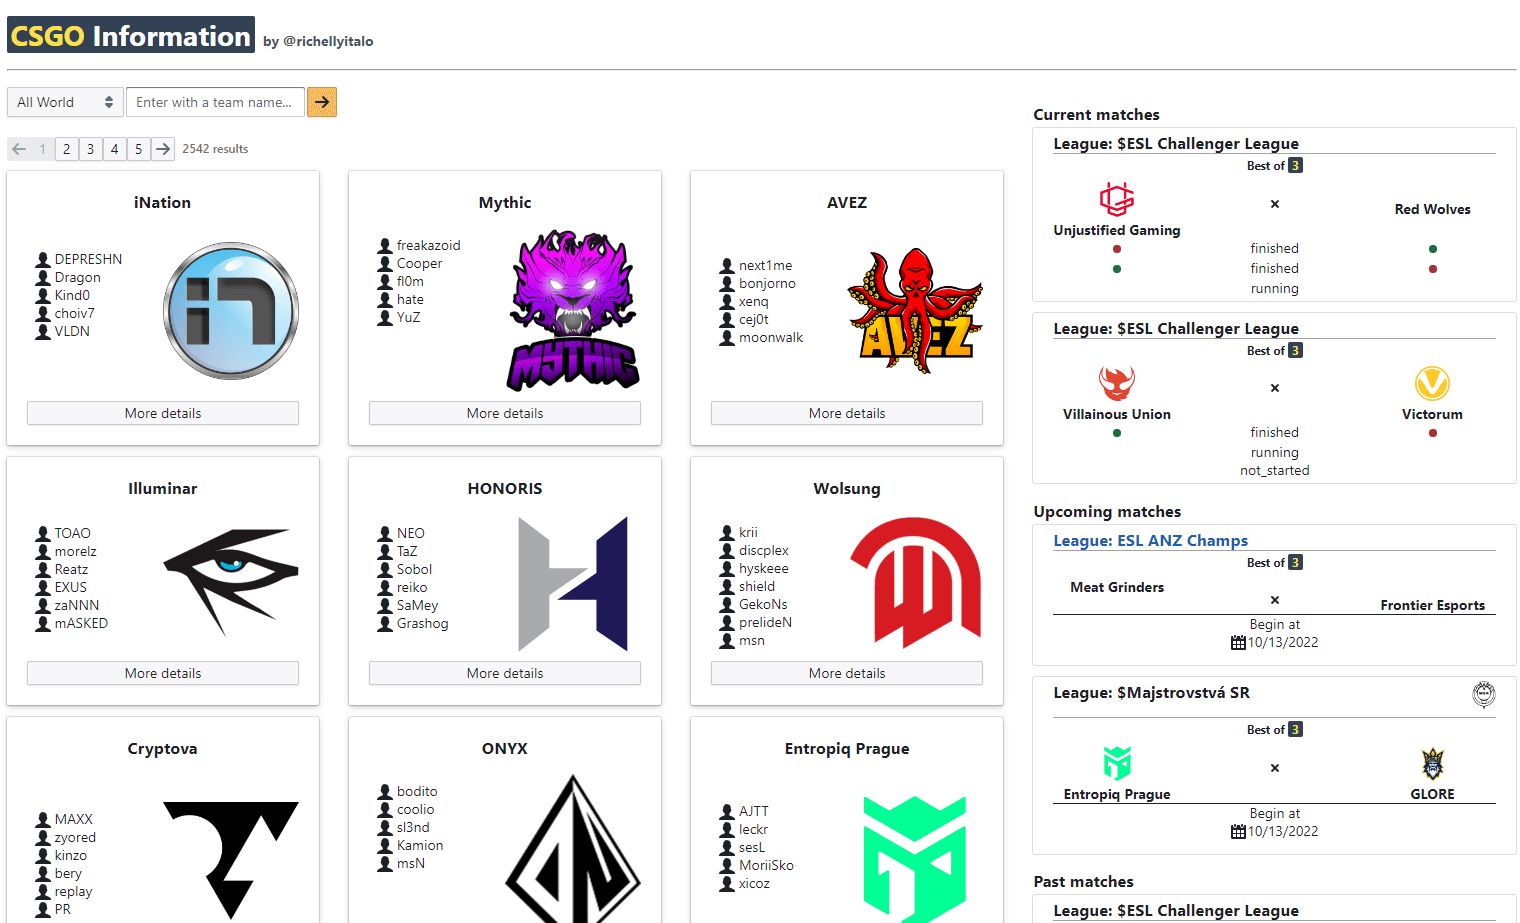 CSGO Information by @richellyitalo
All World
Enter with a team name...
1 2 3 4 5 2542 results
iNation
DEPRESHN
Dragon
Kind0
choiv7
VLDN
More details
Mythic
freakazoid
Cooper
fl0m
hate
YuZ
MYTHIC
More details
AVEZ
next1me
bonjorno
xenq
cej0t
moonwalk
AVEZ
More details
Illuminar
TOAO
morelz
Reatz
EXUS
zaNNN
mASKED
More details
HONORIS
NEO
TaZ
Sobol
reiko
SaMey
Grashog
More details
Wolsung
krii
discplex
hyskeee
shield
GekoNs
prelideN
msn
More details
Cryptova
MAXX
zyored
kinzo
bery
replay
PR
ONYX
bodito
coolio
sl3nd
Kamion
msN
Entropiq Prague
AJTT
leckr
sesL
MoriiSko
xicoz
Current matches
League: $ESL Challenger League
Best of 3
Unjustified Gaming
×
Red Wolves
finished
finished
running
League: $ESL Challenger League
Best of 3
Villainous Union
×
Victorum
finished
running
not_started
Upcoming matches
League: ESL ANZ Champs
Best of 3
Meat Grinders
×
Frontier Esports
Begin at
10/13/2022
League: $Majstrovstvá SR
Best of 3
Entropiq Prague
×
GLORE
Begin at
10/13/2022
Past matches
League: $ESL Challenger League